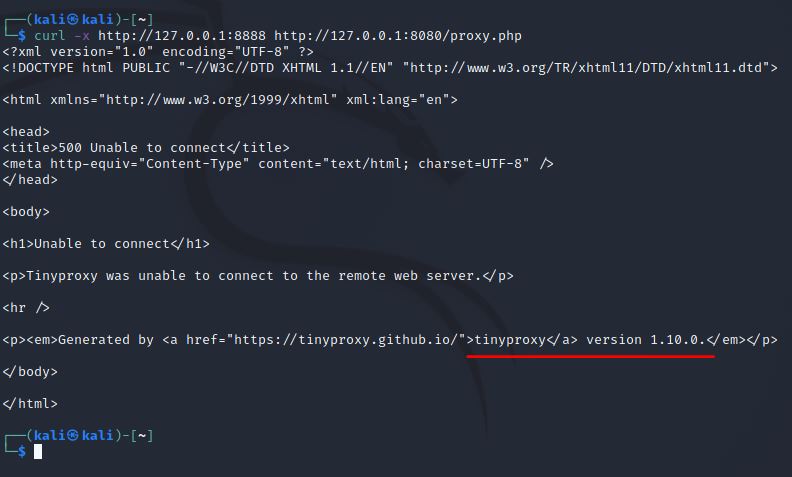 ┌──(kali㉿kali)-[~]
└─$ curl -x http://127.0.0.1:8888 http://127.0.0.1:8080/proxy.php
<?xml version="1.0" encoding="UTF-8" ?>
<!DOCTYPE html PUBLIC "-//W3C//DTD XHTML 1.1//EN" "http://www.w3.org/TR/xhtml11/DTD/xhtml11.dtd">
<html xmlns="http://www.w3.org/1999/xhtml" xml:lang="en">
<head>
<title>500 Unable to connect</title>
<meta http-equiv="Content-Type" content="text/html; charset=UTF-8" />
</head>
<body>
<h1>Unable to connect</h1>
<p>Tinyproxy was unable to connect to the remote web server.</p>
<hr />
<p><em>Generated by <a href="https://tinyproxy.github.io/">tinyproxy</a> version 1.10.0.</em></p>
</body>
</html>
┌──(kali㉿kali)-[~]
└─$